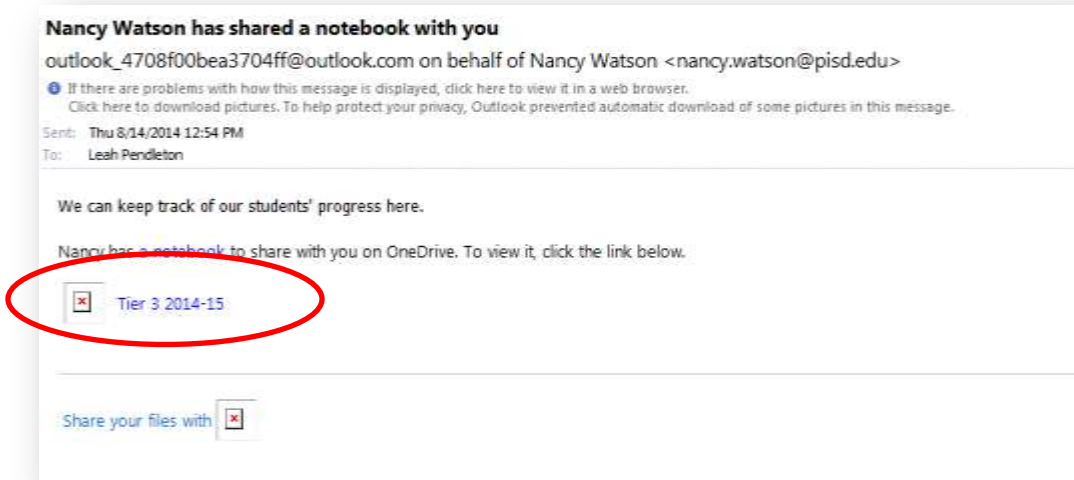 Nancy Watson has shared a notebook with you
outlook_4708f00bea3704ff@outlook.com on behalf of Nancy Watson <nancy.watson@pisd.edu>
If there are problems with how this message is displayed, click here to view it in a web browser.
Click here to download pictures. To help protect your privacy, Outlook prevented automatic download of some pictures in this message.
Sent: Thu 8/14/2014 12:54 PM
To: Leah Pendleton
We can keep track of our students' progress here.
Nancy has a notebook to share with you on OneDrive. To view it, click the link below.
Tier 3 2014-15
Share your files with